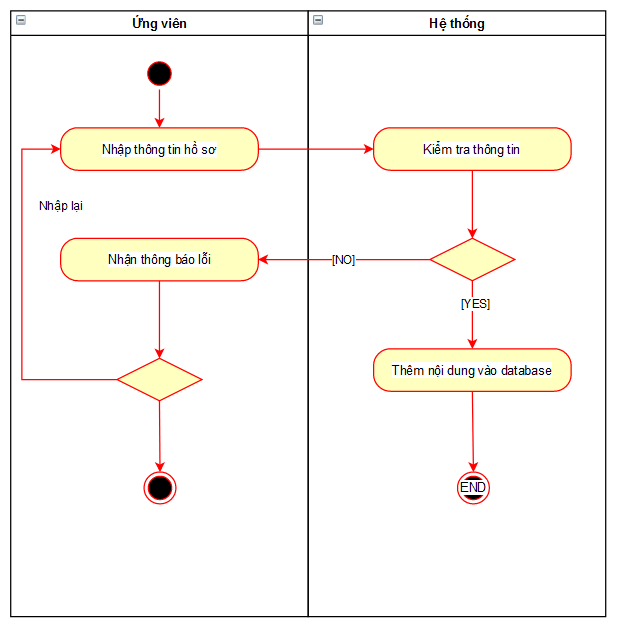 Ứng viên
Hệ thống
Nhập thông tin hồ sơ
Kiểm tra thông tin
Nhập lại
Nhận thông báo lỗi
[NO]
[YES]
Thêm nội dung vào database
END